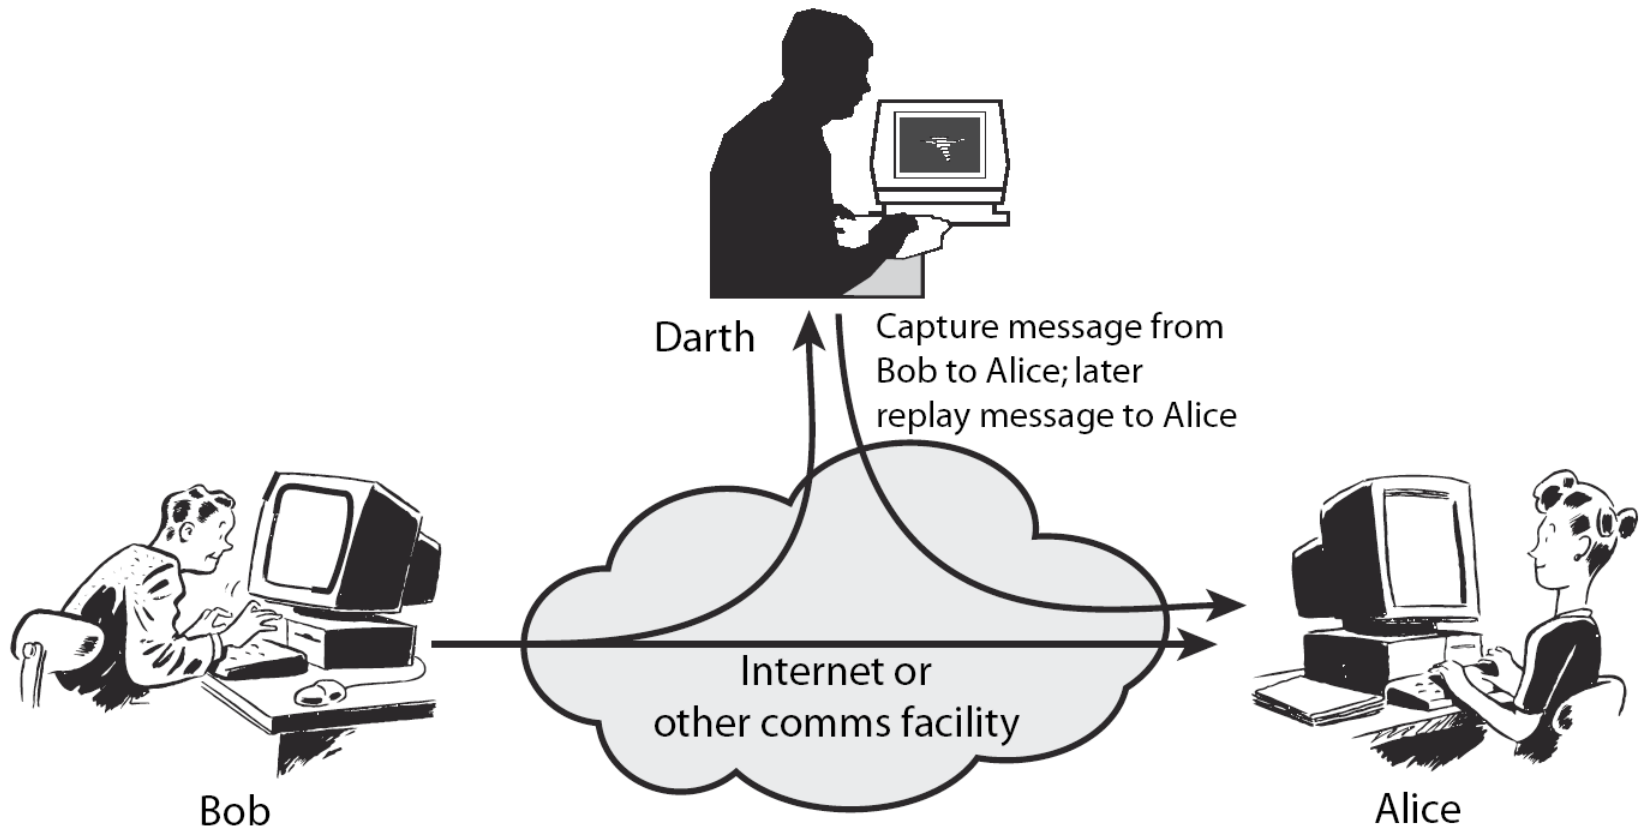 Darth
Capture message from
Bob to Alice; later
replay message to Alice
Internet or
other comms facility
Bob
Alice